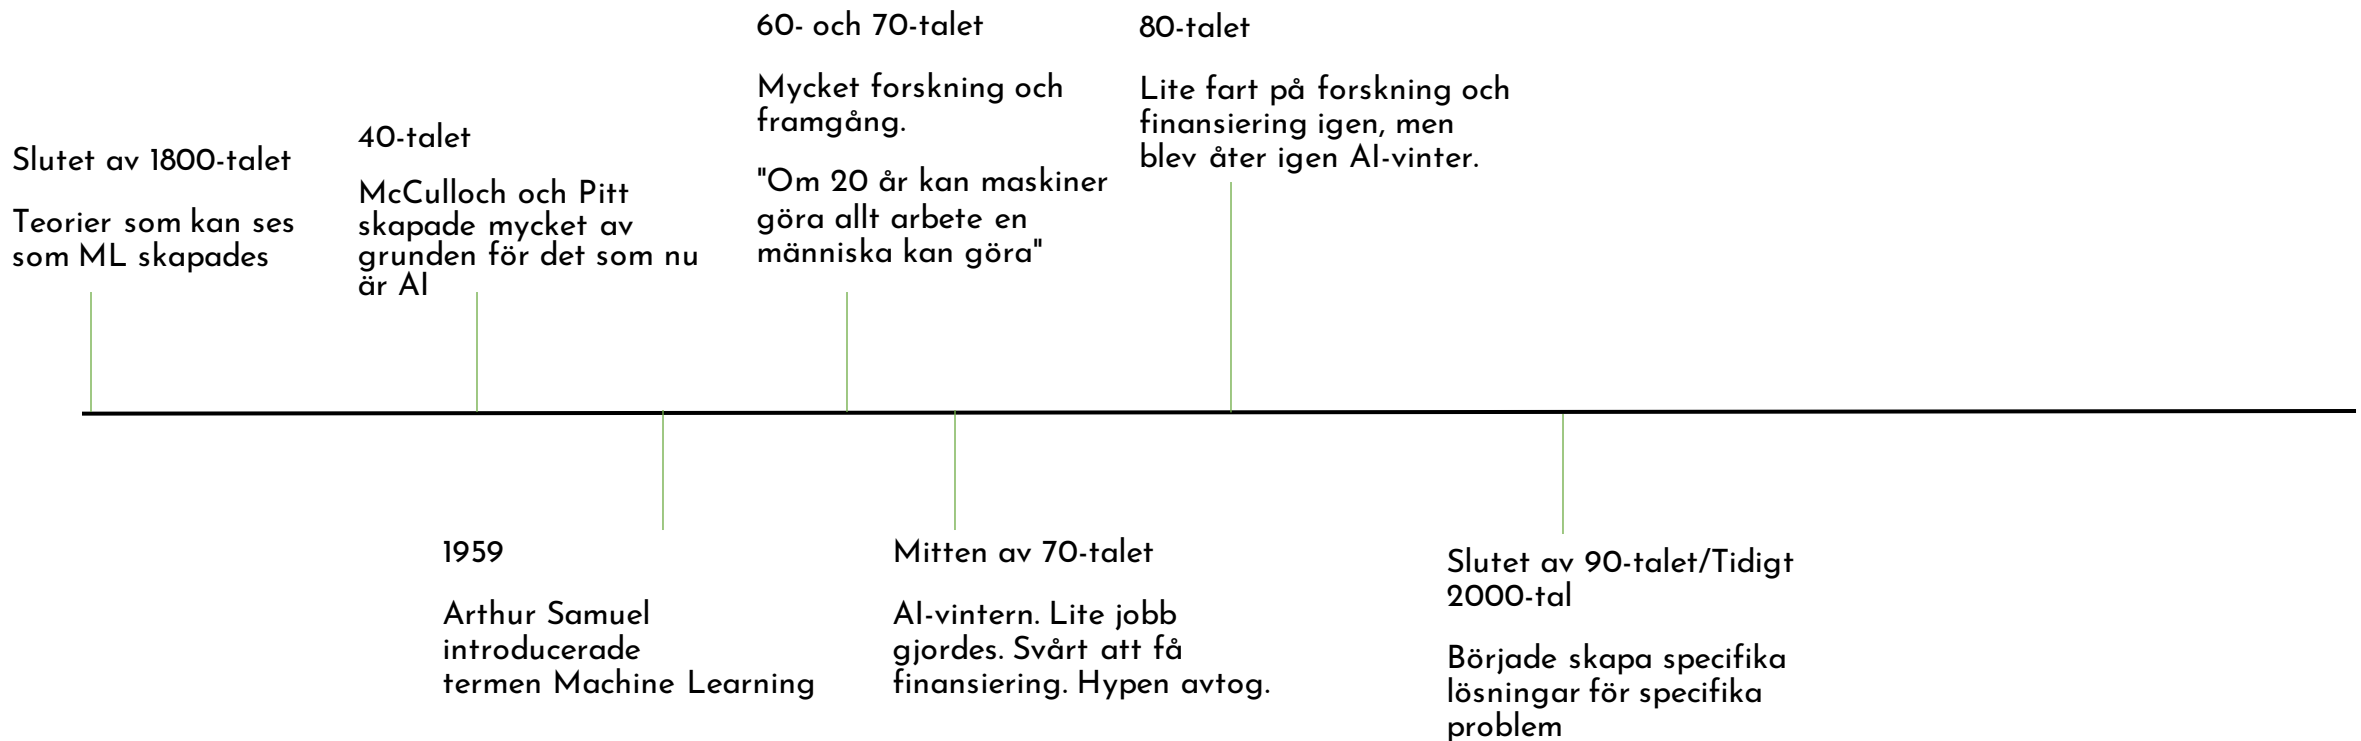 Slutet av 1800-talet
Teorier som kan ses
som ML skapades
40-talet
McCulloch och Pitt
skapade mycket av
grunden för det som nu
är AI
1959
Arthur Samuel
introducerade
termen Machine Learning
60- och 70-talet
Mycket forskning och
framgång.
"Om 20 år kan maskiner
göra allt arbete en
människa kan göra"
Mitten av 70-talet
AI-vintern. Lite jobb
gjordes. Svårt att få
finansiering. Hypen avtog.
80-talet
Lite fart på forskning och
finansiering igen, men
blev åter igen AI-vinter.
Slutet av 90-talet/Tidigt
2000-tal
Började skapa specifika
lösningar för specifika
problem